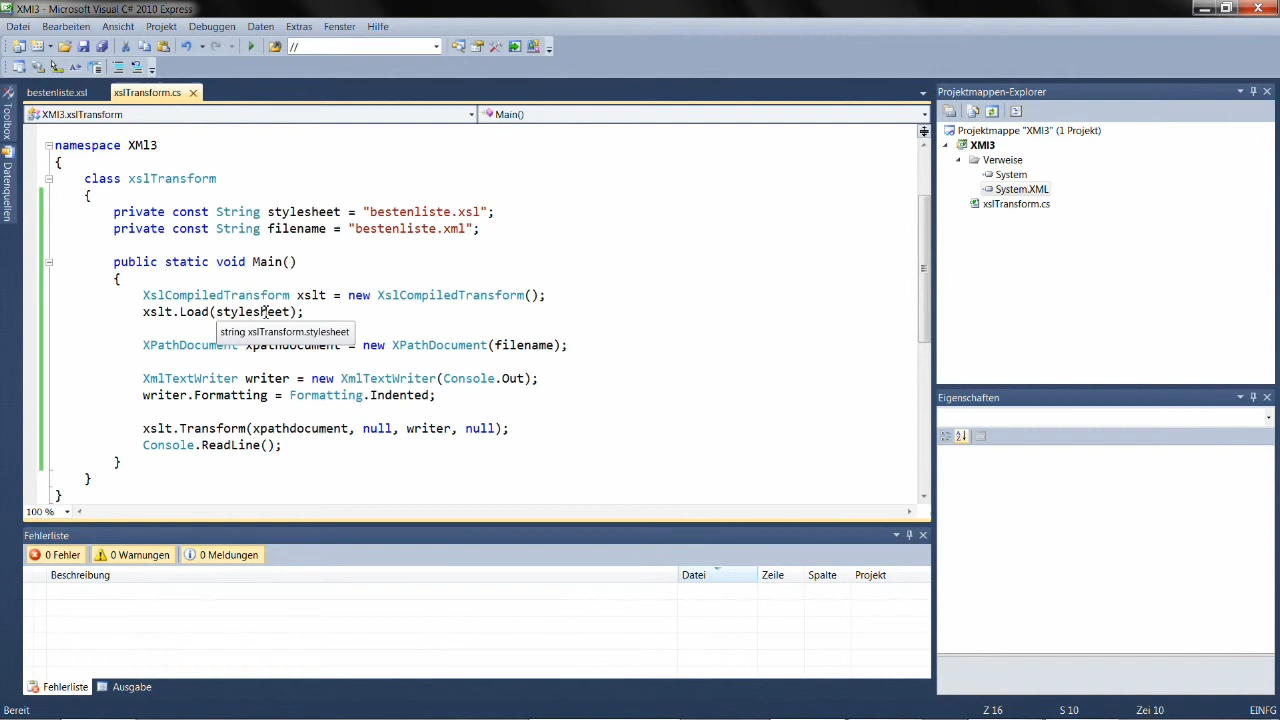 XMI3 - Microsoft Visual C# 2010 Express
Datei Bearbeiten Ansicht Projekt Debuggen Daten Extras Fenster Hilfe
//
bestenliste.xsl xslTransform.cs
XMI3.xslTransform Main()
Toolbox
Datenquellen
namespace XMl3
{
class xslTransform
{
private const String stylesheet = "bestenliste.xsl";
private const String filename = "bestenliste.xml";
public static void Main()
{
XslCompiledTransform xslt = new XslCompiledTransform();
xslt.Load(stylesheet);
string xslTransform.stylesheet
XPathDocument xpathdocument = new XPathDocument(filename);
XmlTextWriter writer = new XmlTextWriter(Console.Out);
writer.Formatting = Formatting.Indented;
xslt.Transform(xpathdocument, null, writer, null);
Console.ReadLine();
}
}
}
100 %
Projektmappen-Explorer
Projektmappe "XMI3" (1 Projekt)
XMI3
Verweise
System
System.XML
xslTransform.cs
Eigenschaften
Fehlerliste
0 Fehler 0 Warnungen 0 Meldungen
Beschreibung Datei Zeile Spalte Projekt
Fehlerliste Ausgabe
Bereit Z 16 S 10 Zei 10 EINFG